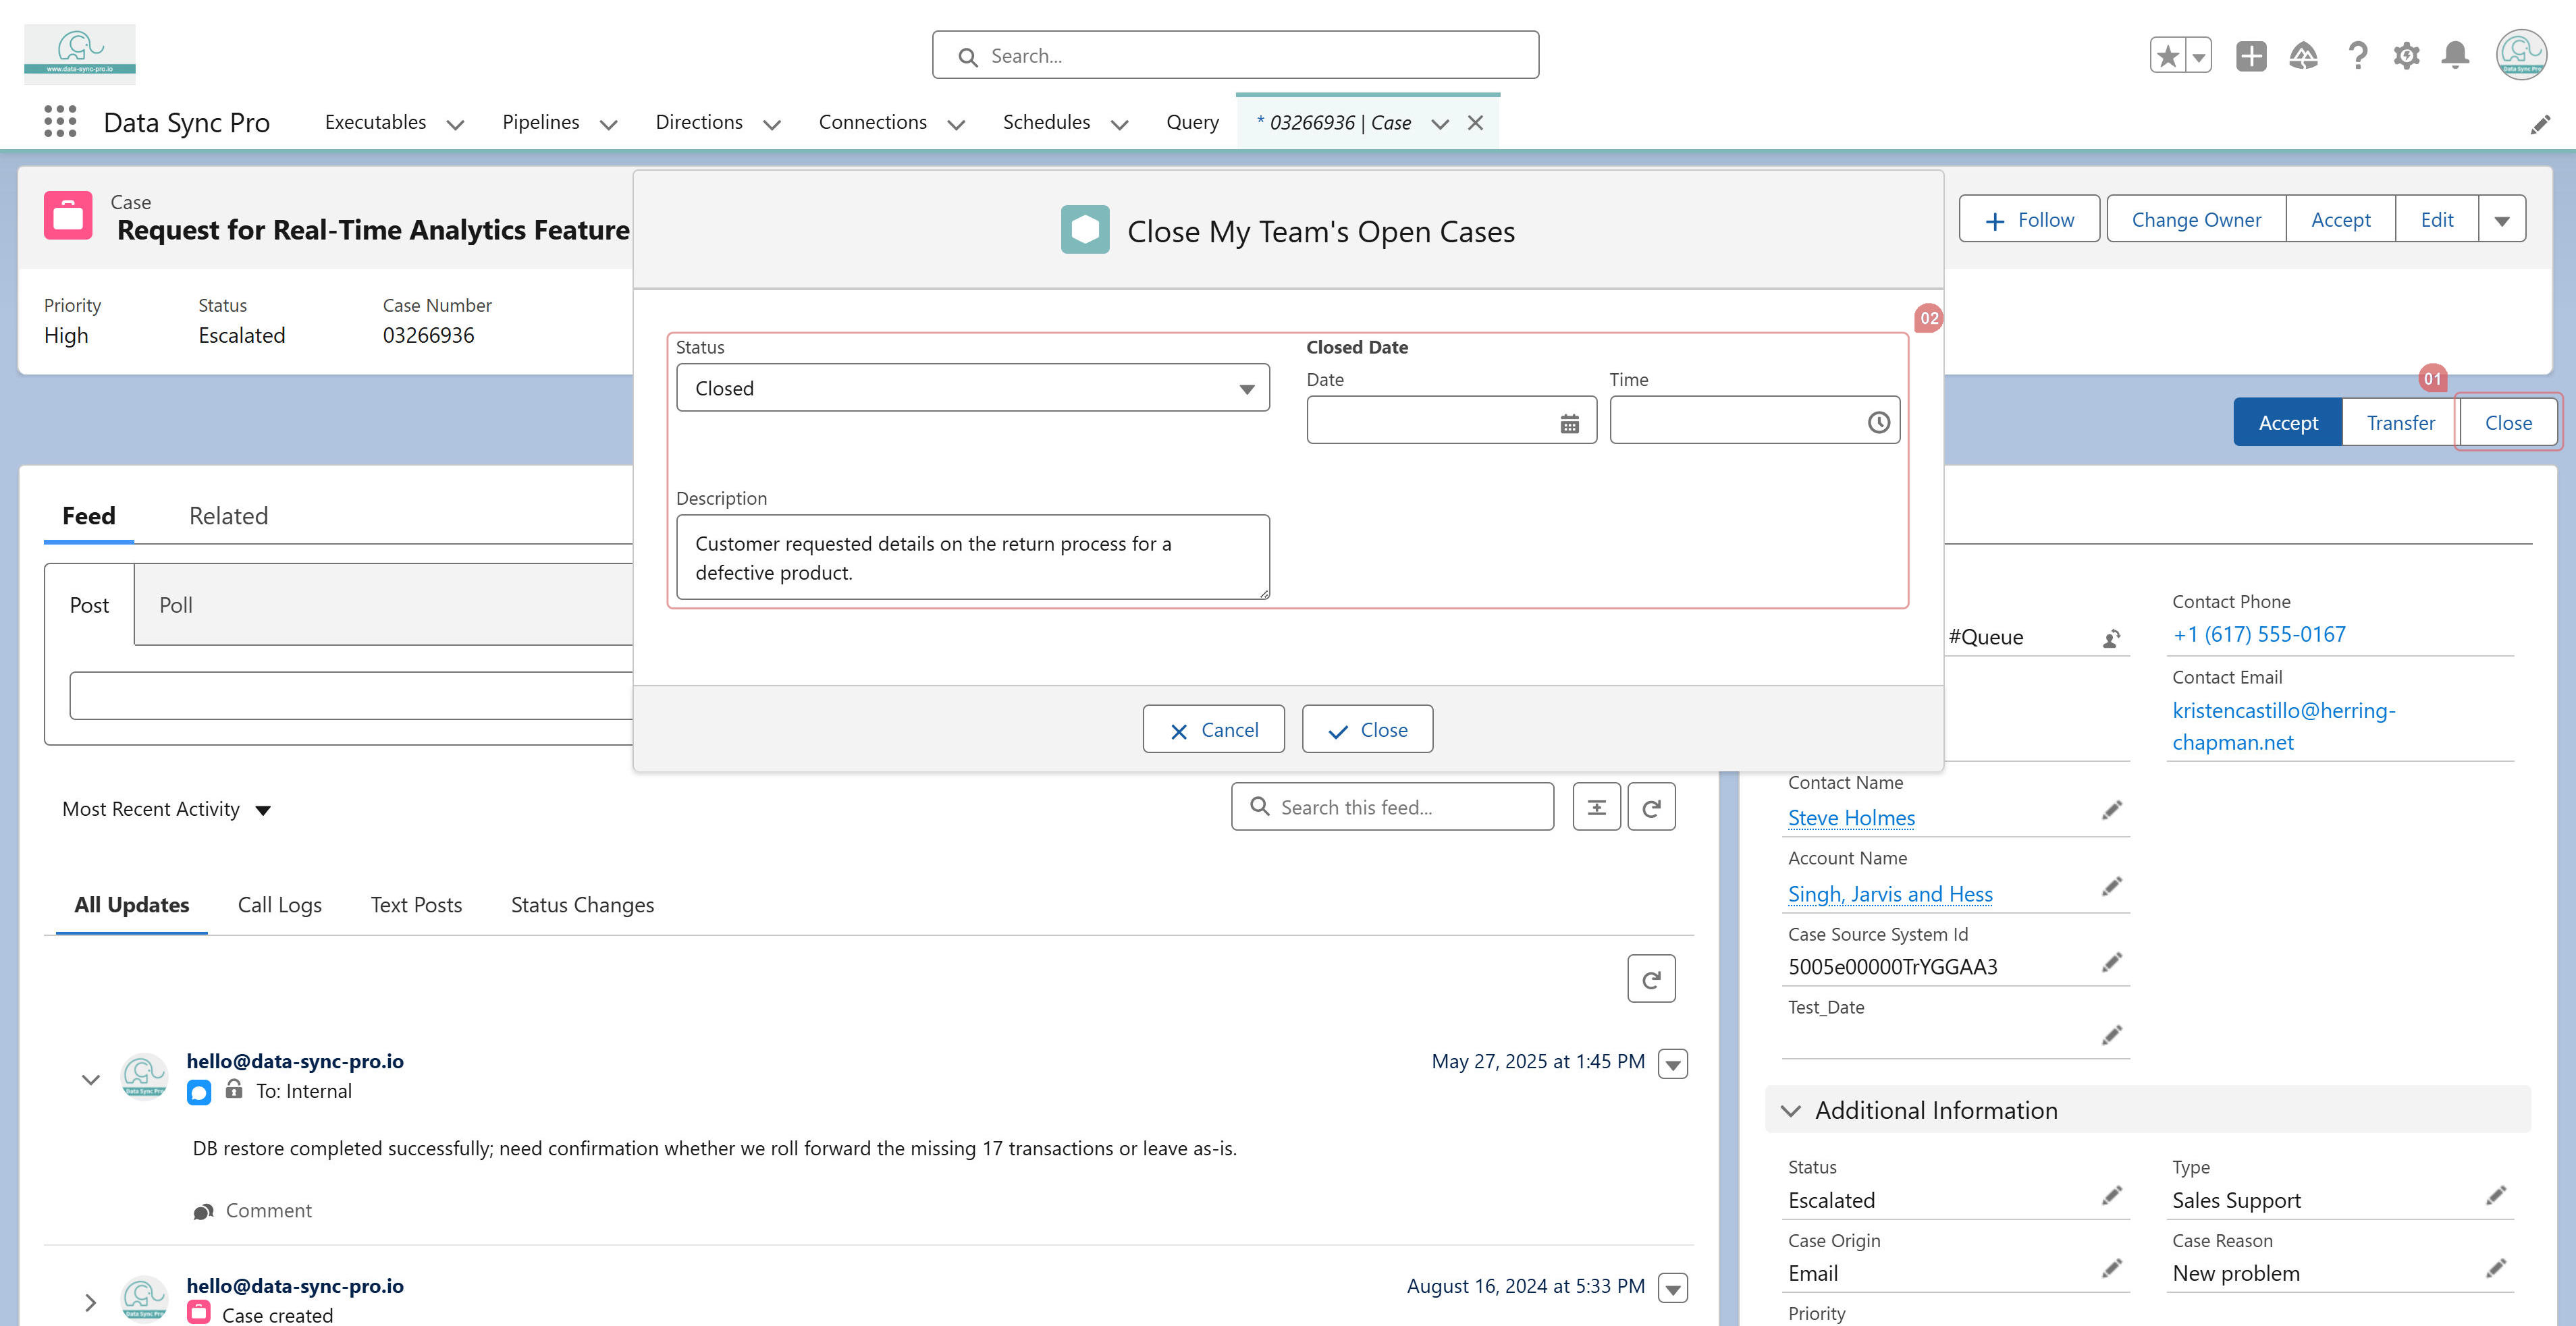 www.data-sync-pro.io
Search...
Data Sync Pro
Executables
Pipelines
Directions
Connections
Schedules
Query
* 03266936 | Case
Case
Request for Real-Time Analytics Feature
Follow
Change Owner
Accept
Edit
Priority
High
Status
Escalated
Case Number
03266936
Close My Team's Open Cases
02
Status
Closed
Closed Date
Date
Time
Description
Customer requested details on the return process for a
defective product.
Cancel
Close
01
Accept
Transfer
Close
Feed
Related
Post
Poll
Most Recent Activity
Search this feed...
All Updates
Call Logs
Text Posts
Status Changes
hello@data-sync-pro.io
May 27, 2025 at 1:45 PM
To: Internal
DB restore completed successfully; need confirmation whether we roll forward the missing 17 transactions or leave as-is.
Comment
hello@data-sync-pro.io
August 16, 2024 at 5:33 PM
Case created
#Queue
Contact Phone
+1 (617) 555-0167
Contact Email
kristencastillo@herring-
chapman.net
Contact Name
Steve Holmes
Account Name
Singh, Jarvis and Hess
Case Source System Id
5005e00000TrYGGAA3
Test_Date
Additional Information
Status
Escalated
Type
Sales Support
Case Origin
Email
Case Reason
New problem
Priority